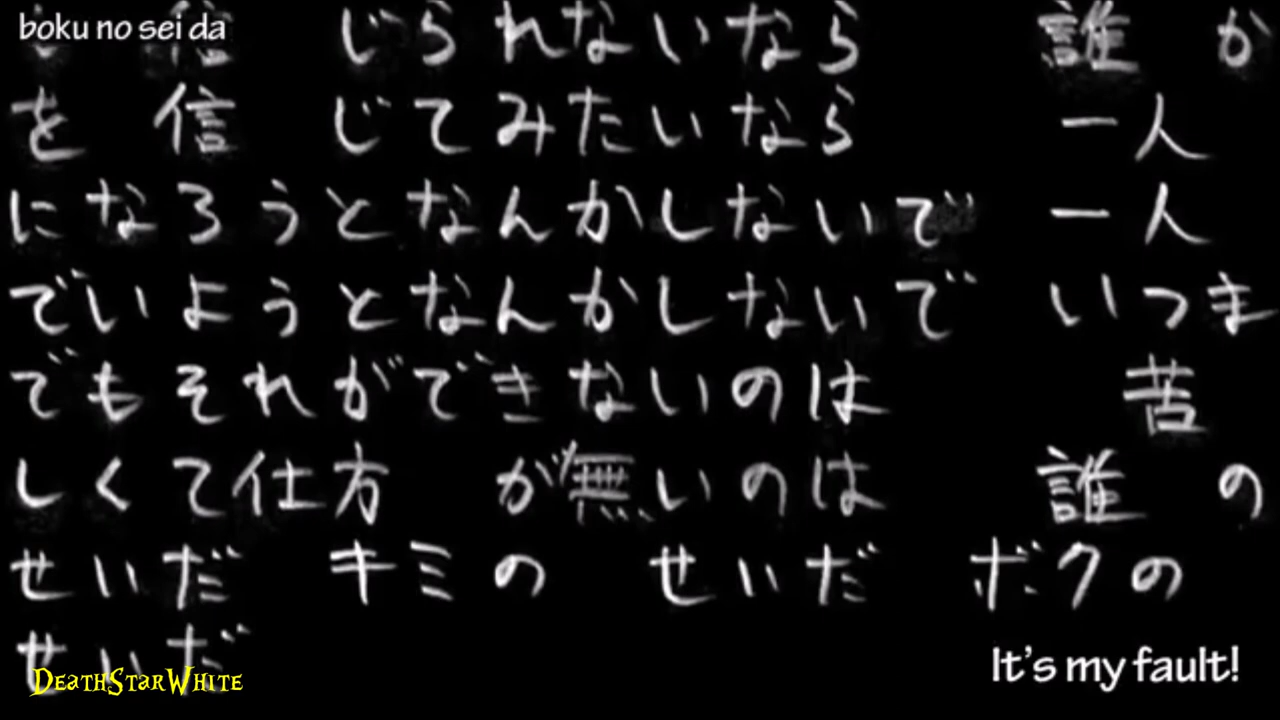 boku no sei da
信じられないなら 誰か
を信じてみたいなら 一人
になろうとなんかしないで 一人
でいようとなんかしないで いつま
でもそれができないのは 苦
しくて仕方が無いのは 誰の
せいだ キミの せいだ ボクの
せいだ
DeathStarWhite
It's my fault!